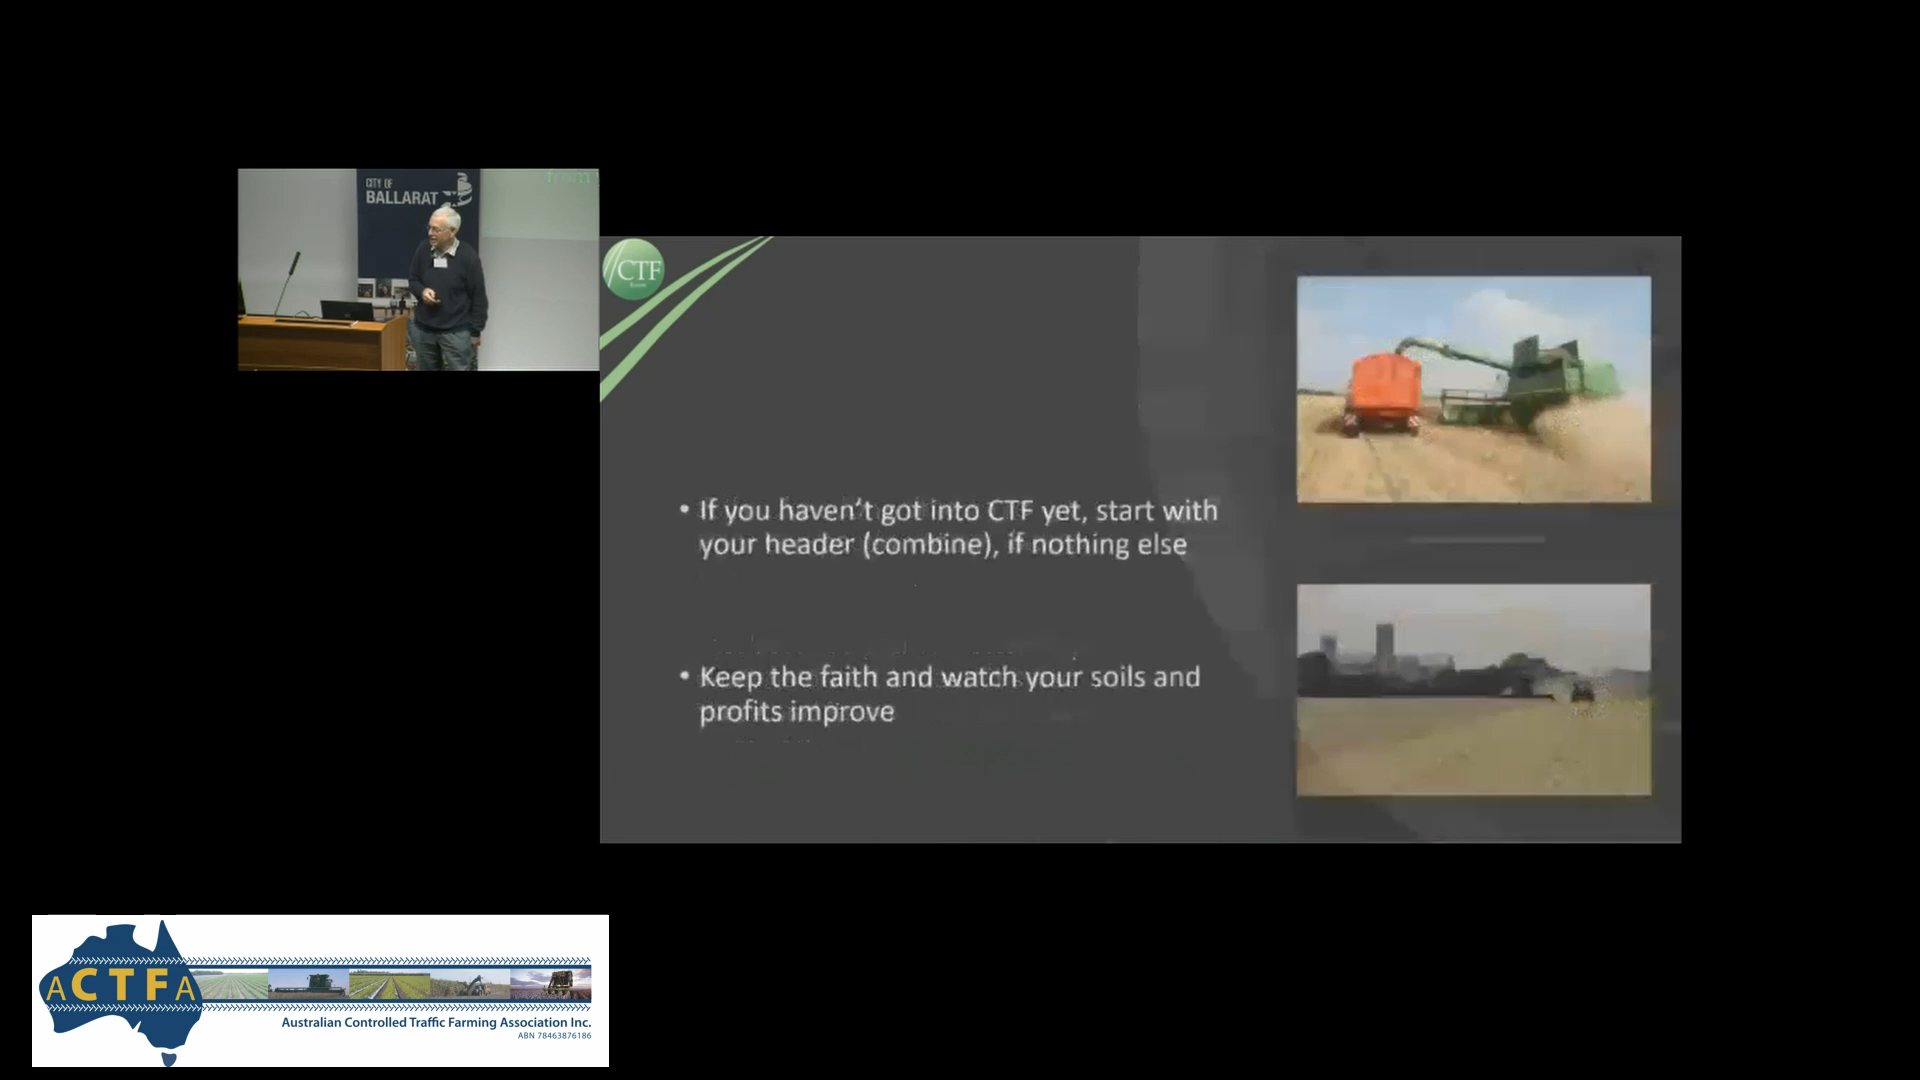 CITY OF
BALLARAT
CTF
• If you haven't got into CTF yet, start with
your header (combine), if nothing else
• Keep the faith and watch your soils and
profits improve
ACTFA
Australian Controlled Traffic Farming Association Inc.
ABN 78463876186